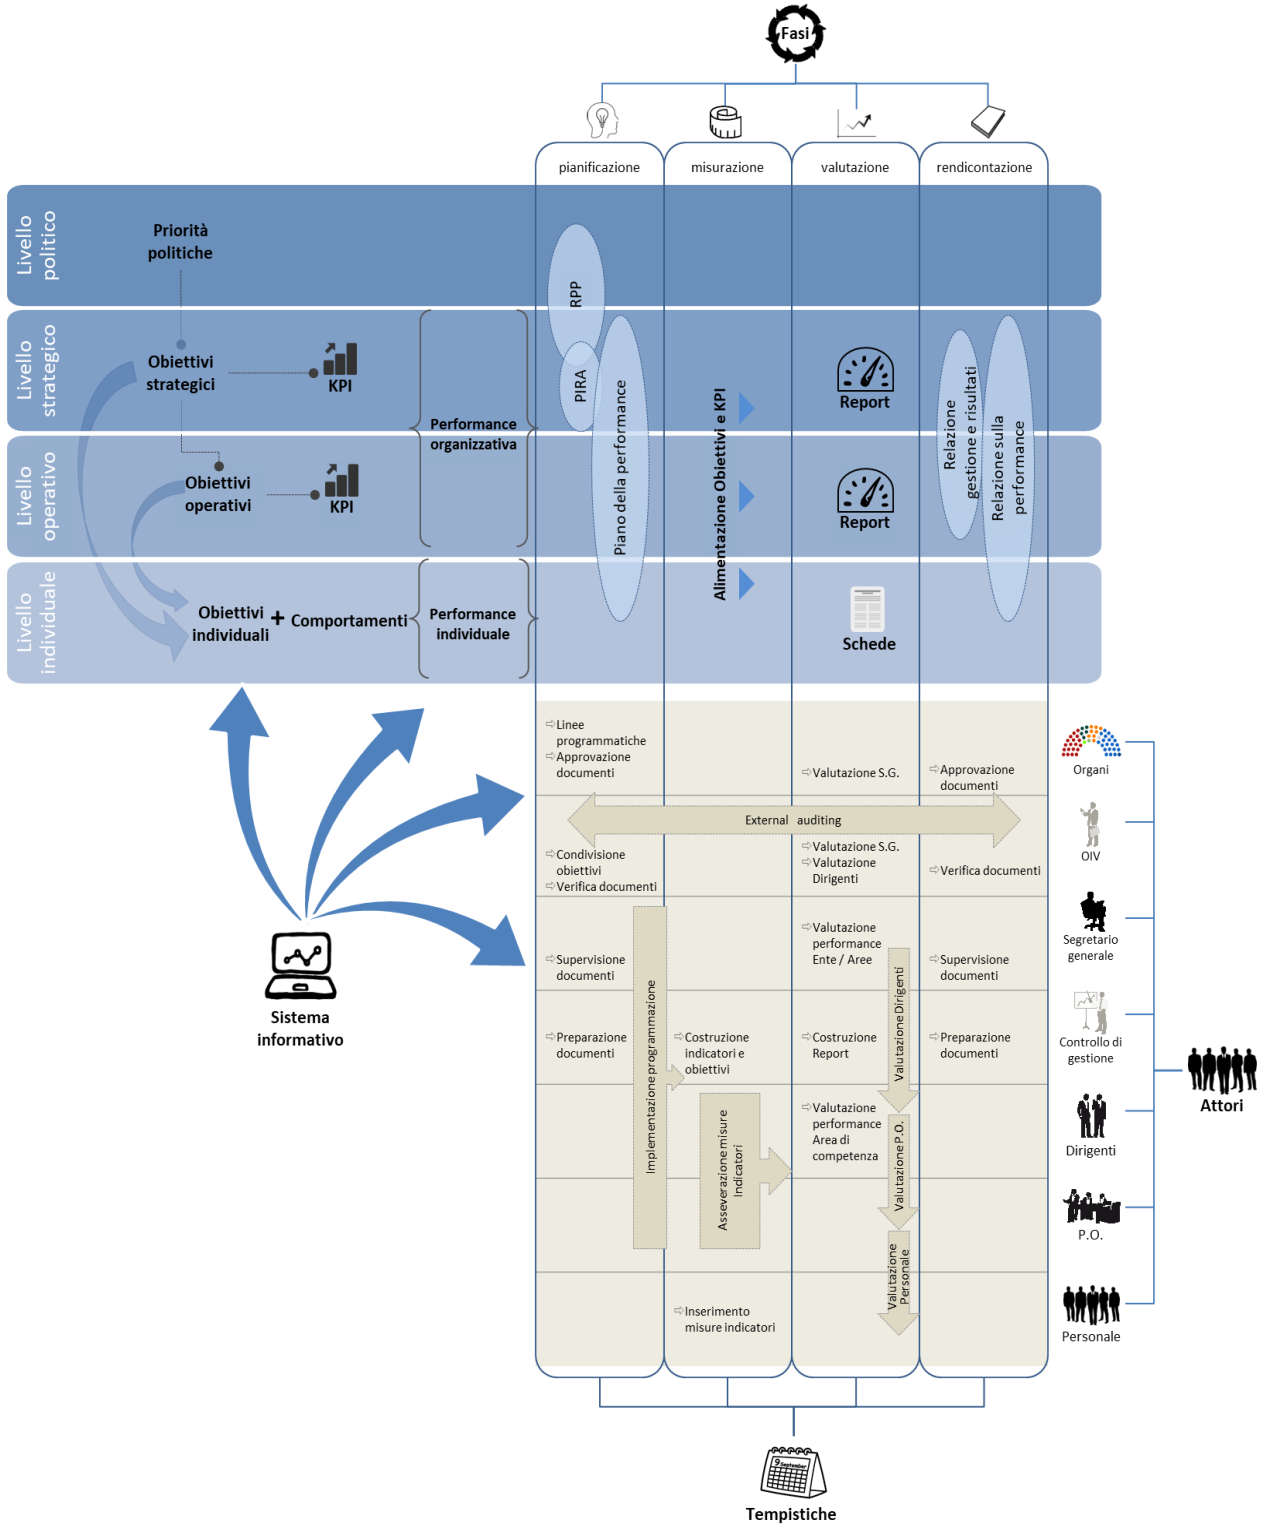 Fasi
pianificazione
misurazione
valutazione
rendicontazione
Livello
politico
Priorità
politiche
RPP
Livello
strategico
Obiettivi
strategici
KPI
PIRA
Report
Performance
organizzativa
Piano della performance
Alimentazione Obiettivi e KPI
Relazione
gestione e risultati
Relazione sulla
performance
Livello
operativo
Obiettivi
operativi
KPI
Report
Livello
individuale
Obiettivi
individuali
+
Comportamenti
Performance
individuale
Schede
Linee
programmatiche
Approvazione
documenti
Valutazione S.G.
Approvazione
documenti
Organi
External auditing
Condivisione
obiettivi
Verifica documenti
Valutazione S.G.
Valutazione
Dirigenti
Verifica documenti
OIV
Supervisione
documenti
Valutazione
performance
Ente / Aree
Supervisione
documenti
Segretario
generale
Sistema
informativo
Implementazione programmazione
Valutazione Dirigenti
Preparazione
documenti
Costruzione
indicatori e
obiettivi
Costruzione
Report
Preparazione
documenti
Controllo di
gestione
Attori
Asseverazione misure
Indicatori
Valutazione
performance
Area di
competenza
Valutazione P.O.
Dirigenti
P.O.
Valutazione
Personale
Inserimento
misure indicatori
Personale
9 September
Tempistiche